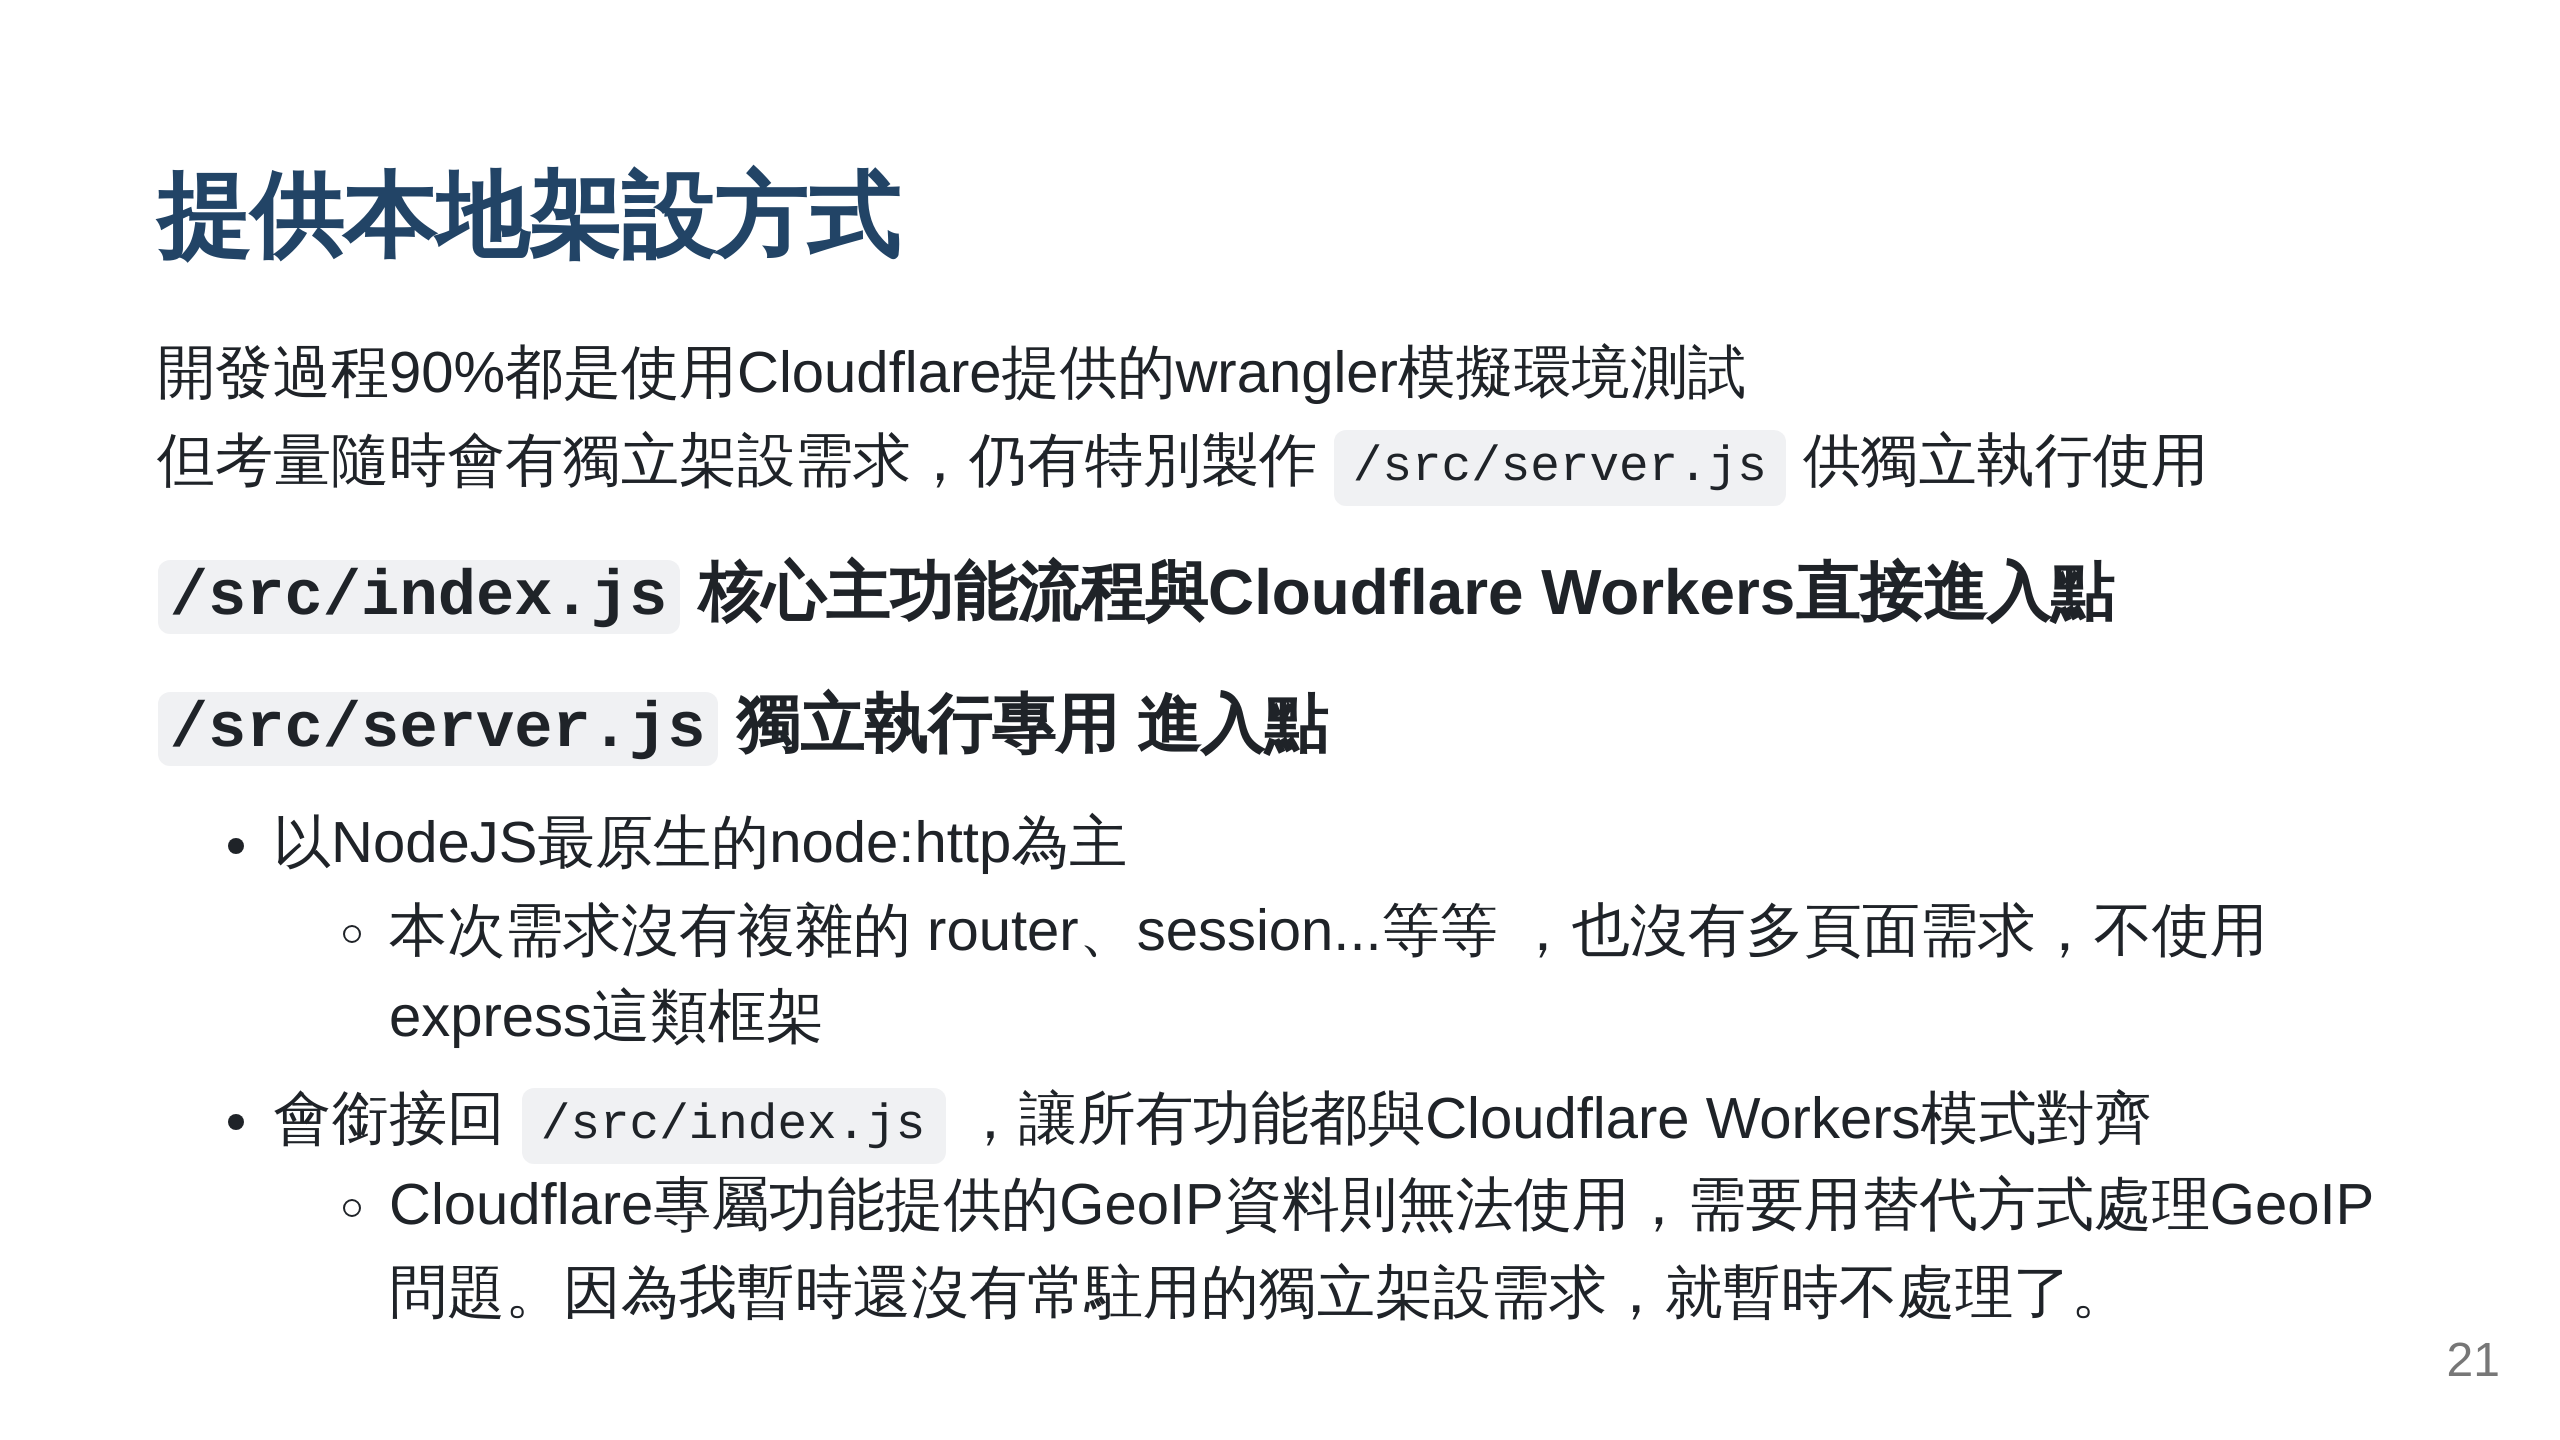 提供本地架設方式
開發過程90%都是使用Cloudflare提供的wrangler模擬環境測試
但考量隨時會有獨立架設需求，仍有特別製作 /src/server.js 供獨立執行使用
/src/index.js 核心主功能流程與Cloudflare Workers直接進入點
/src/server.js 獨立執行專用 進入點
• 以NodeJS最原生的node:http為主
◦ 本次需求沒有複雜的 router、session...等等 ，也沒有多頁面需求，不使用
express這類框架
• 會銜接回 /src/index.js ，讓所有功能都與Cloudflare Workers模式對齊
◦ Cloudflare專屬功能提供的GeoIP資料則無法使用，需要用替代方式處理GeoIP
問題。因為我暫時還沒有常駐用的獨立架設需求，就暫時不處理了。
21